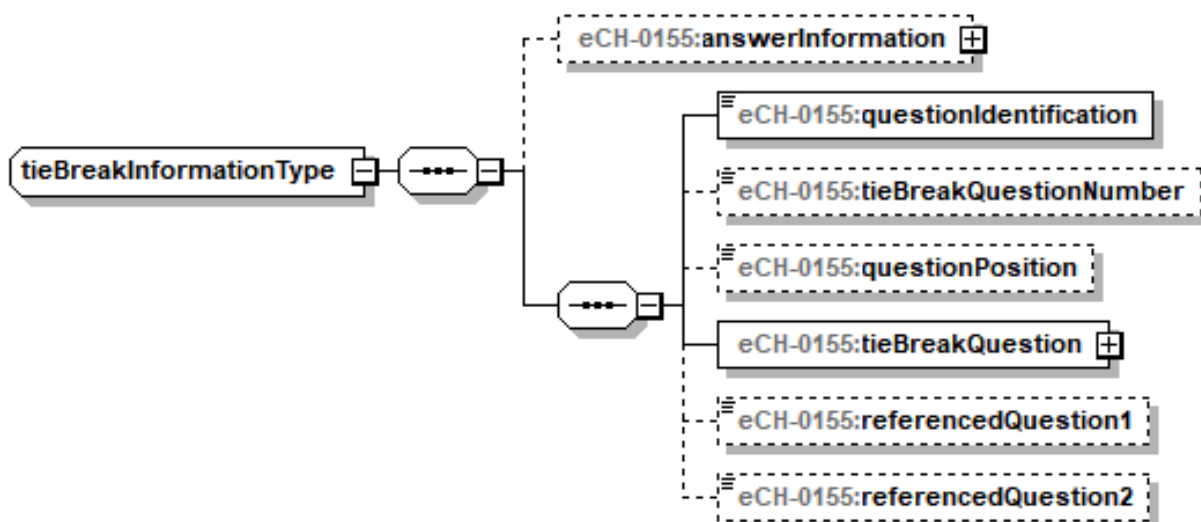 eCH-0155:answerInformation
eCH-0155:questionIdentification
tieBreakInformationType
eCH-0155:tieBreakQuestionNumber
eCH-0155:questionPosition
eCH-0155:tieBreakQuestion
eCH-0155:referencedQuestion1
eCH-0155:referencedQuestion2